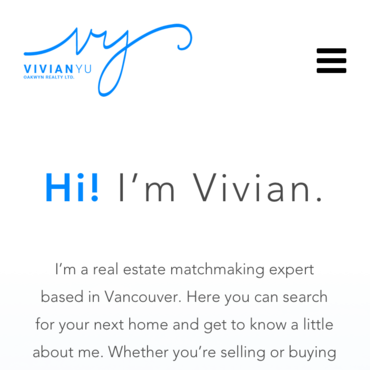 vy
VIVIANYU
OAKWYN REALTY LTD
Hi! I'm Vivian.
I'm a real estate matchmaking expert
based in Vancouver. Here you can search
for your next home and get to know a little
about me. Whether you're selling or buying